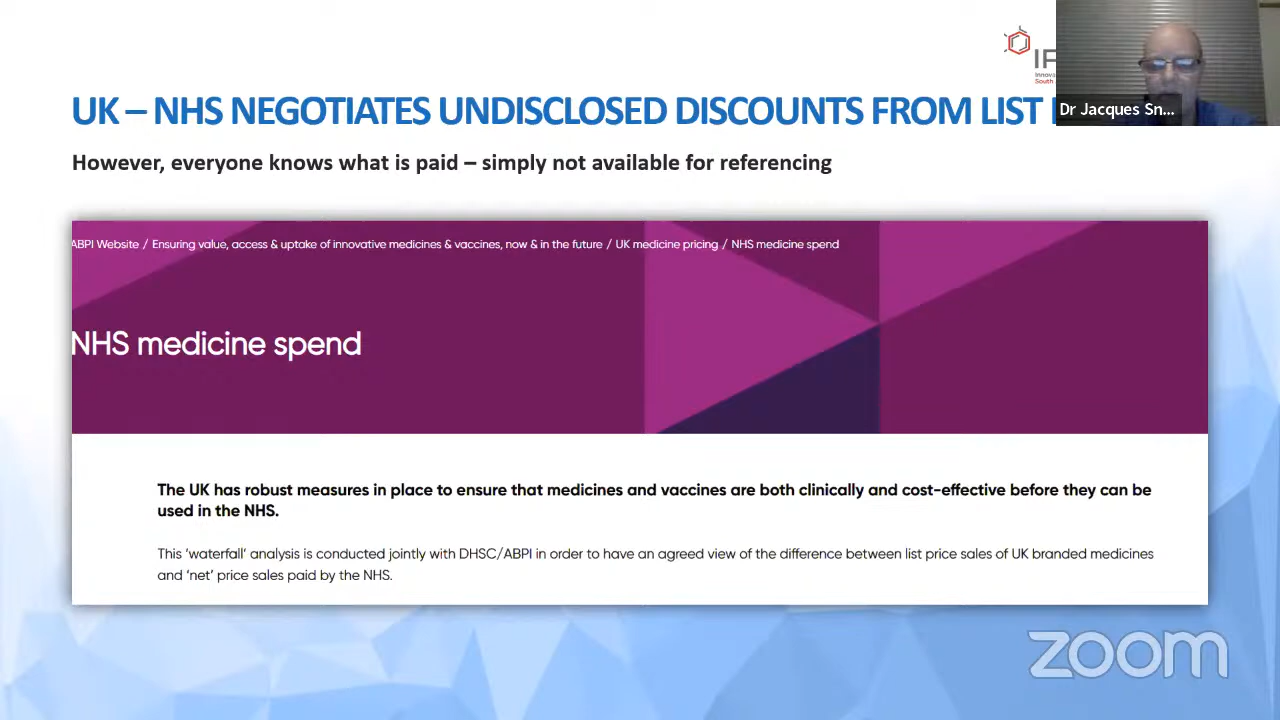 UK – NHS NEGOTIATES UNDISCLOSED DISCOUNTS FROM LIST
Dr Jacques Sn...
However, everyone knows what is paid – simply not available for referencing
ABPI Website / Ensuring value, access & uptake of innovative medicines & vaccines, now & in the future / UK medicine pricing / NHS medicine spend
NHS medicine spend
The UK has robust measures in place to ensure that medicines and vaccines are both clinically and cost-effective before they can be
used in the NHS.
This ‘waterfall’ analysis is conducted jointly with DHSC/ABPI in order to have an agreed view of the difference between list price sales of UK branded medicines
and ‘net’ price sales paid by the NHS.
zoom